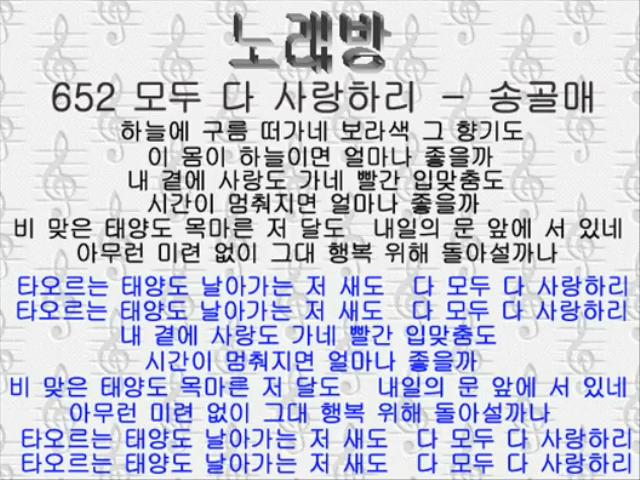 노래방
652 모두 다 사랑하리 - 송골매
하늘에 구름 떠가네 보라색 그 향기도
이 몸이 하늘이면 얼마나 좋을까
내 곁에 사랑도 가네 빨간 입맞춤도
시간이 멈춰지면 얼마나 좋을까
비 맞은 태양도 목마른 저 달도 내일의 문 앞에 서 있네
아무런 미련 없이 그대 행복 위해 돌아설까나
타오르는 태양도 날아가는 저 새도 다 모두 다 사랑하리
타오르는 태양도 날아가는 저 새도 다 모두 다 사랑하리
내 곁에 사랑도 가네 빨간 입맞춤도
시간이 멈춰지면 얼마나 좋을까
비 맞은 태양도 목마른 저 달도 내일의 문 앞에 서 있네
아무런 미련 없이 그대 행복 위해 돌아설까나
타오르는 태양도 날아가는 저 새도 다 모두 다 사랑하리
타오르는 태양도 날아가는 저 새도 다 모두 다 사랑하리